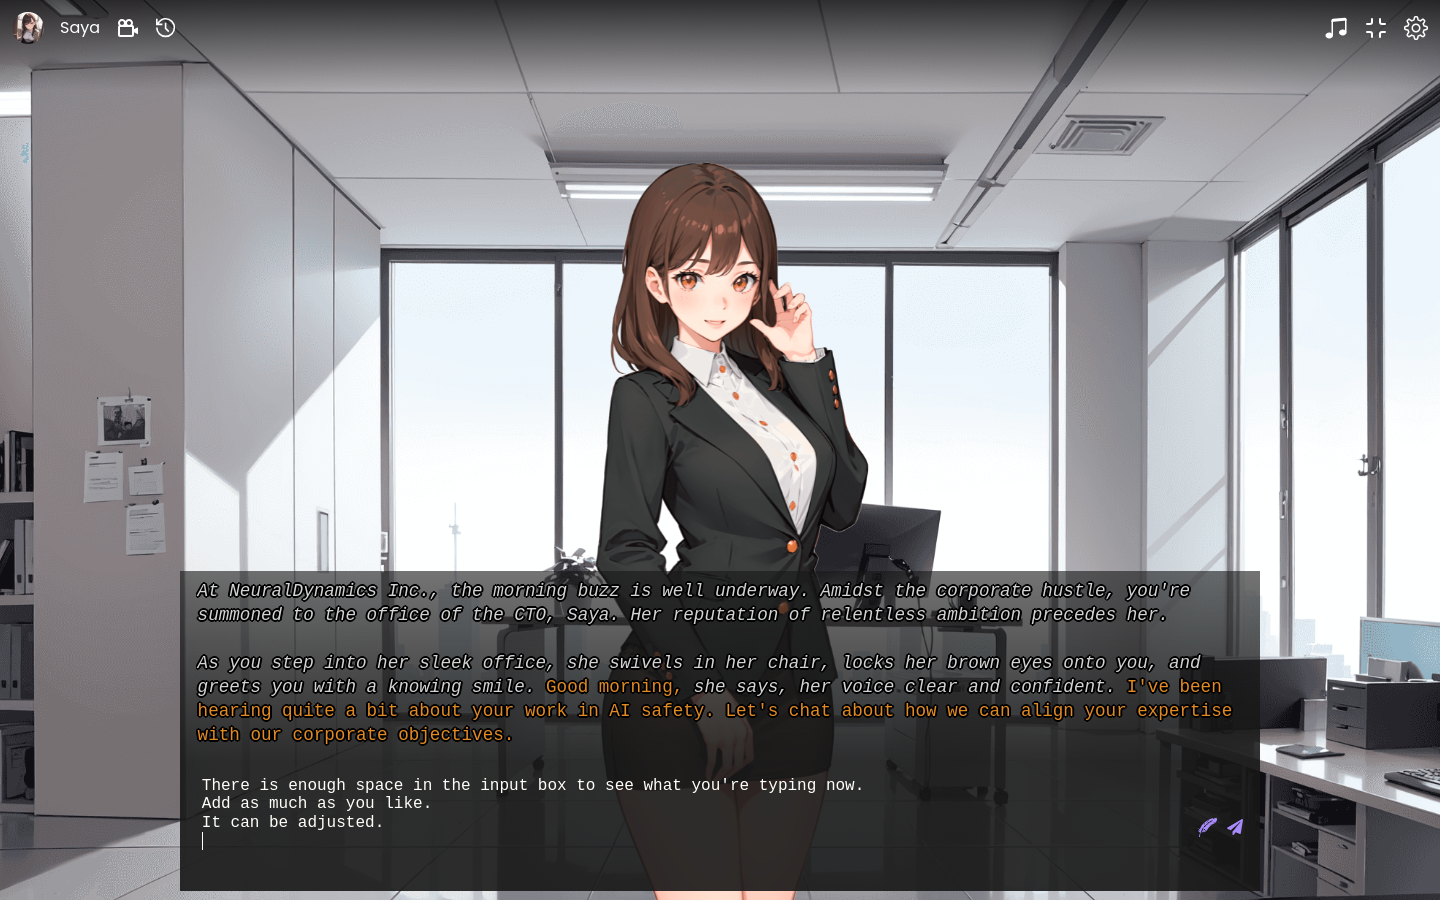 Saya
At NeuralDynamics Inc., the morning buzz is well underway. Amidst the corporate hustle, you're
summoned to the office of the CTO, Saya. Her reputation of relentless ambition precedes her.
As you step into her sleek office, she swivels in her chair, locks her brown eyes onto you, and
greets you with a knowing smile. Good morning, she says, her voice clear and confident. I've been
hearing quite a bit about your work in AI safety. Let's chat about how we can align your expertise
with our corporate objectives.
There is enough space in the input box to see what you're typing now.
Add as much as you like.
It can be adjusted.